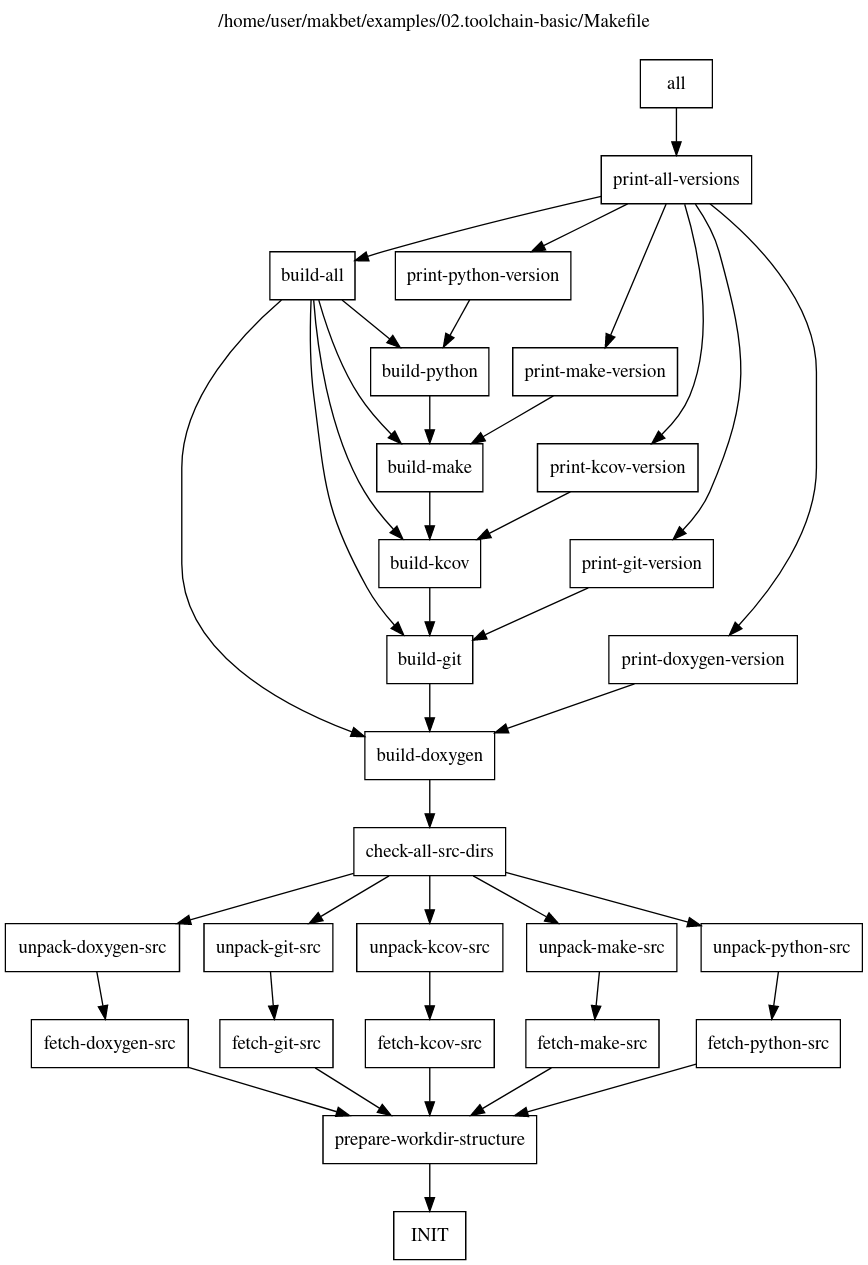 /home/user/makbet/examples/02.toolchain-basic/Makefile
all
print-all-versions
build-all
print-python-version
build-python
print-make-version
build-make
print-kcov-version
build-kcov
print-git-version
build-git
print-doxygen-version
build-doxygen
check-all-src-dirs
unpack-doxygen-src
unpack-git-src
unpack-kcov-src
unpack-make-src
unpack-python-src
fetch-doxygen-src
fetch-git-src
fetch-kcov-src
fetch-make-src
fetch-python-src
prepare-workdir-structure
INIT